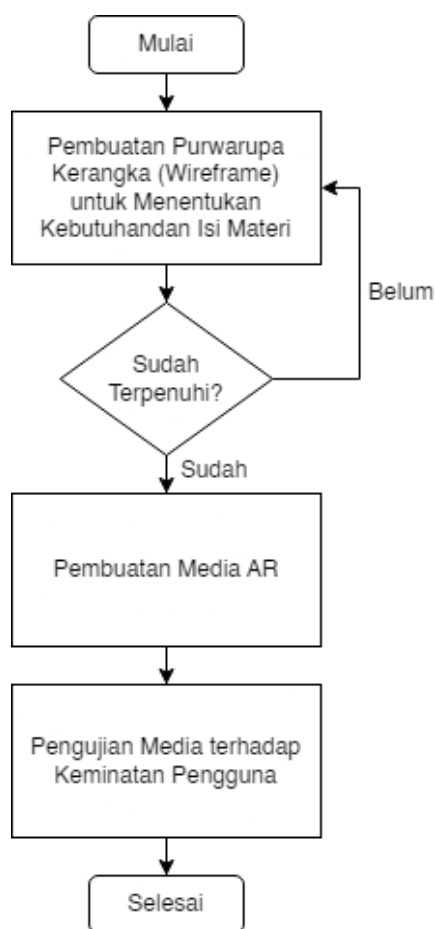 Mulai
Pembuatan Purwarupa
Kerangka (Wireframe)
untuk Menentukan
Kebutuhandan Isi Materi
Belum
Sudah
Terpenuhi?
Sudah
Pembuatan Media AR
Pengujian Media terhadap
Keminatan Pengguna
Selesai